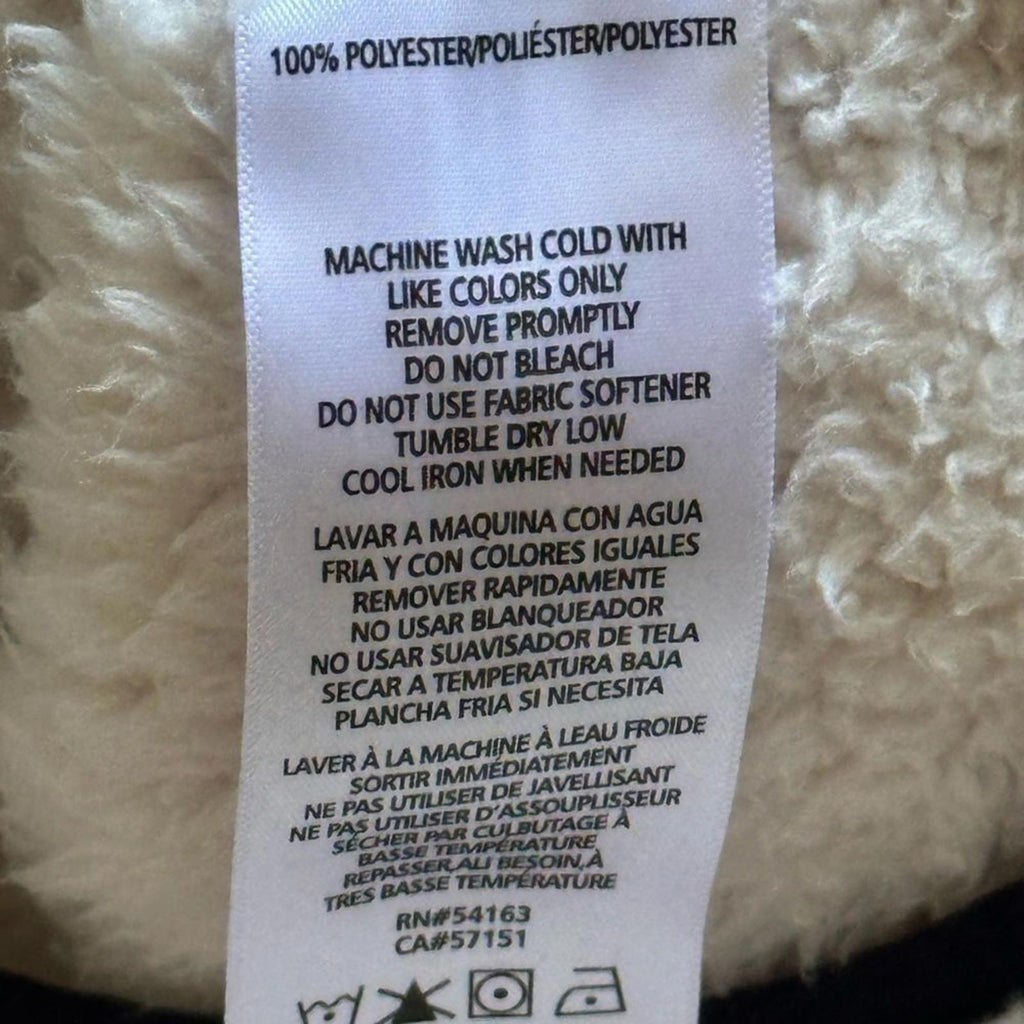 100% POLYESTER/POLIÉSTER/POLYESTER
MACHINE WASH COLD WITH
LIKE COLORS ONLY
REMOVE PROMPTLY
DO NOT BLEACH
DO NOT USE FABRIC SOFTENER
TUMBLE DRY LOW
COOL IRON WHEN NEEDED
LAVAR A MAQUINA CON AGUA
FRIA Y CON COLORES IGUALES
REMOVER RAPIDAMENTE
NO USAR BLANQUEADOR
NO USAR SUAVISADOR DE TELA
SECAR A TEMPERATURA BAJA
PLANCHA FRIA SI NECESITA
LAVER À LA MACHINE À LEAU FROIDE
SORTIR IMMÉDIATEMENT
NE PAS UTILISER DE JAVELLISANT
NE PAS UTILISER D'ASSOUPLISSEUR
SÉCHER PAR CULBUTAGE À
BASSE TEMPÉRATURE
REPASSER,AU BESOIN,À
TRES BASSE TEMPÉRATURE
RN#54163
CA#57151